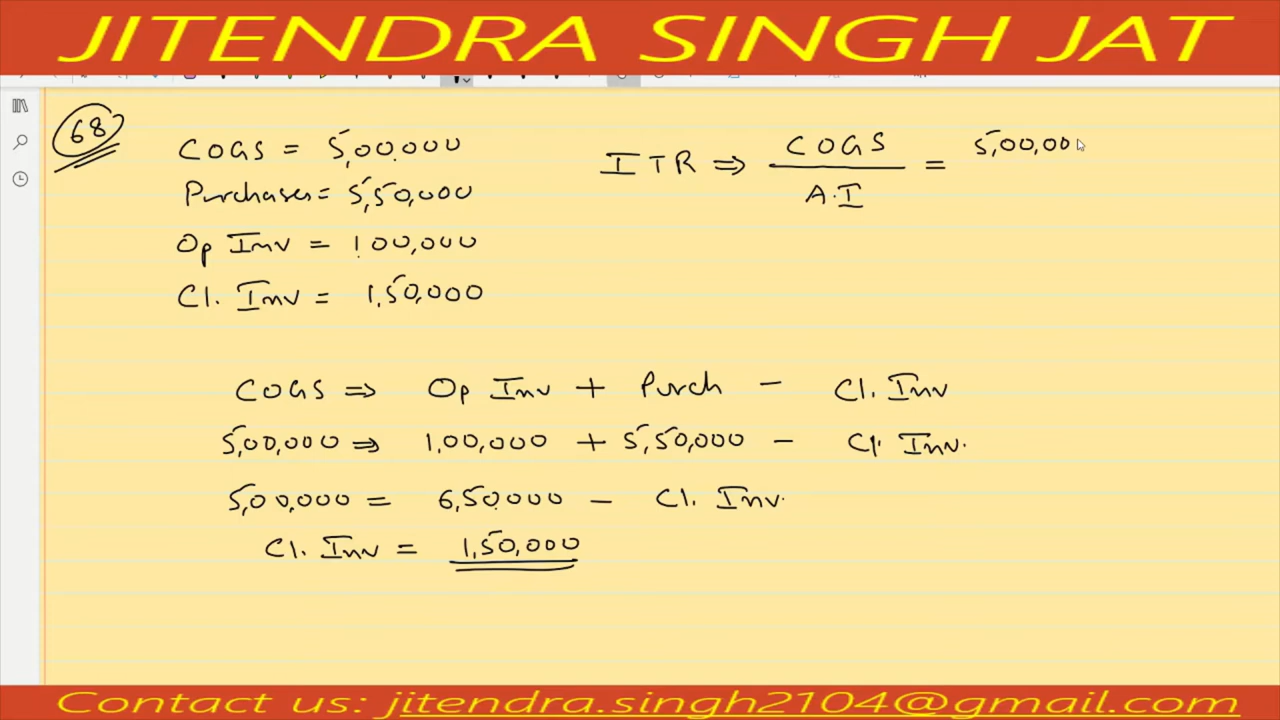 JITENDRA SINGH JAT
68
COGS = 5,00,000
Purchases = 5,50,000
Op Inv = 1,00,000
Cl. Inv = 1,50,000
ITR ⇒ COGS / A.I = 5,00,00
COGS ⇒ Op Inv + Purch - Cl. Inv
5,00,000 ⇒ 1,00,000 + 5,50,000 - Cl. Inv.
5,00,000 = 6,50,000 - Cl. Inv.
Cl. Inv = 1,50,000
Contact us: jitendra.singh2104@gmail.com